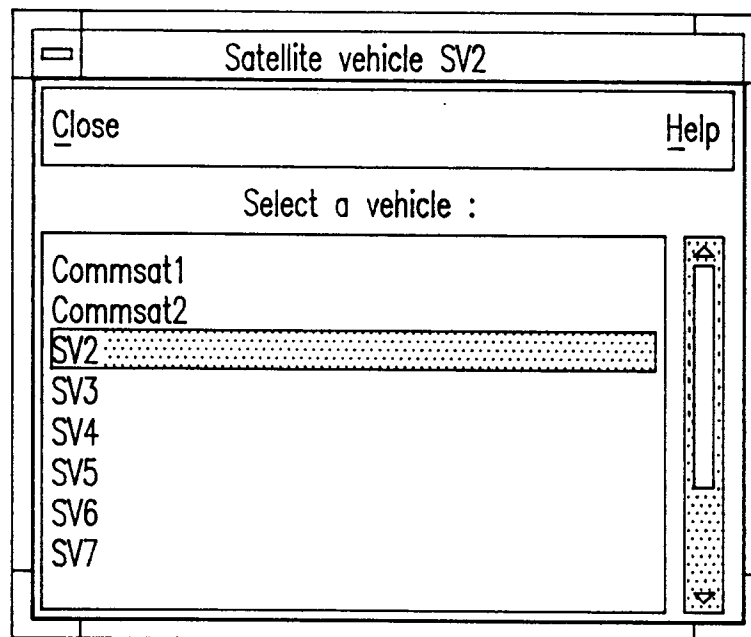 Satellite vehicle SV2
Close Help
Select a vehicle :
Commsat1
Commsat2
SV2
SV3
SV4
SV5
SV6
SV7